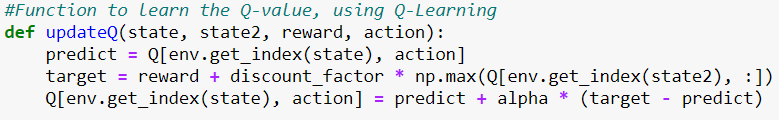 #Function to learn the Q-value, using Q-Learning
def updateQ(state, state2, reward, action):
    predict = Q[env.get_index(state), action]
    target = reward + discount_factor * np.max(Q[env.get_index(state2), :])
    Q[env.get_index(state), action] = predict + alpha * (target - predict)